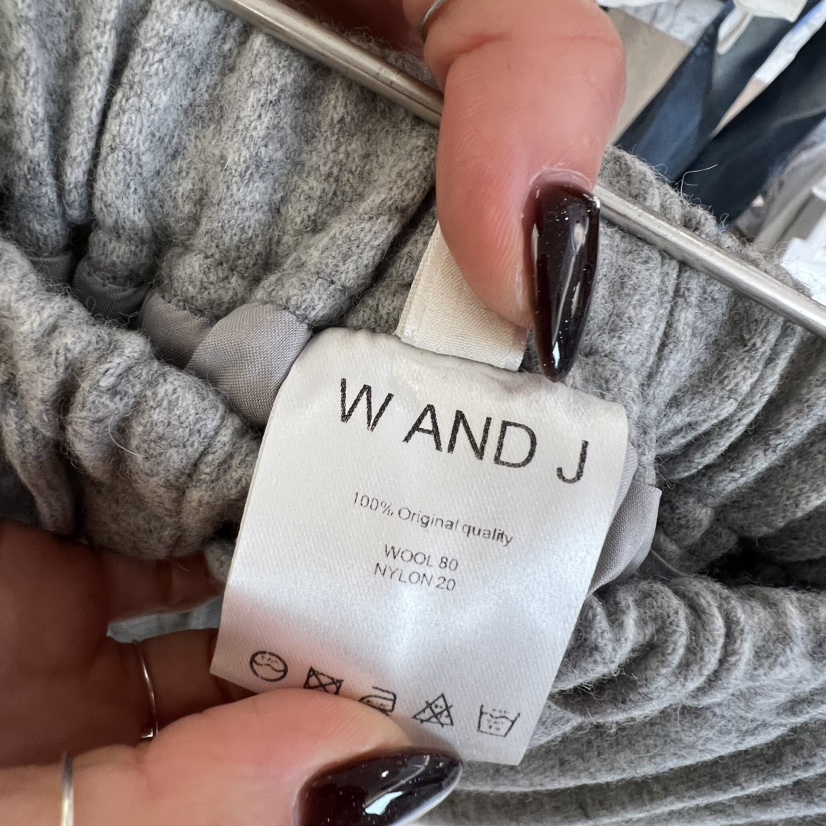 W AND J
100% Original quality
WOOL 80
NYLON 20